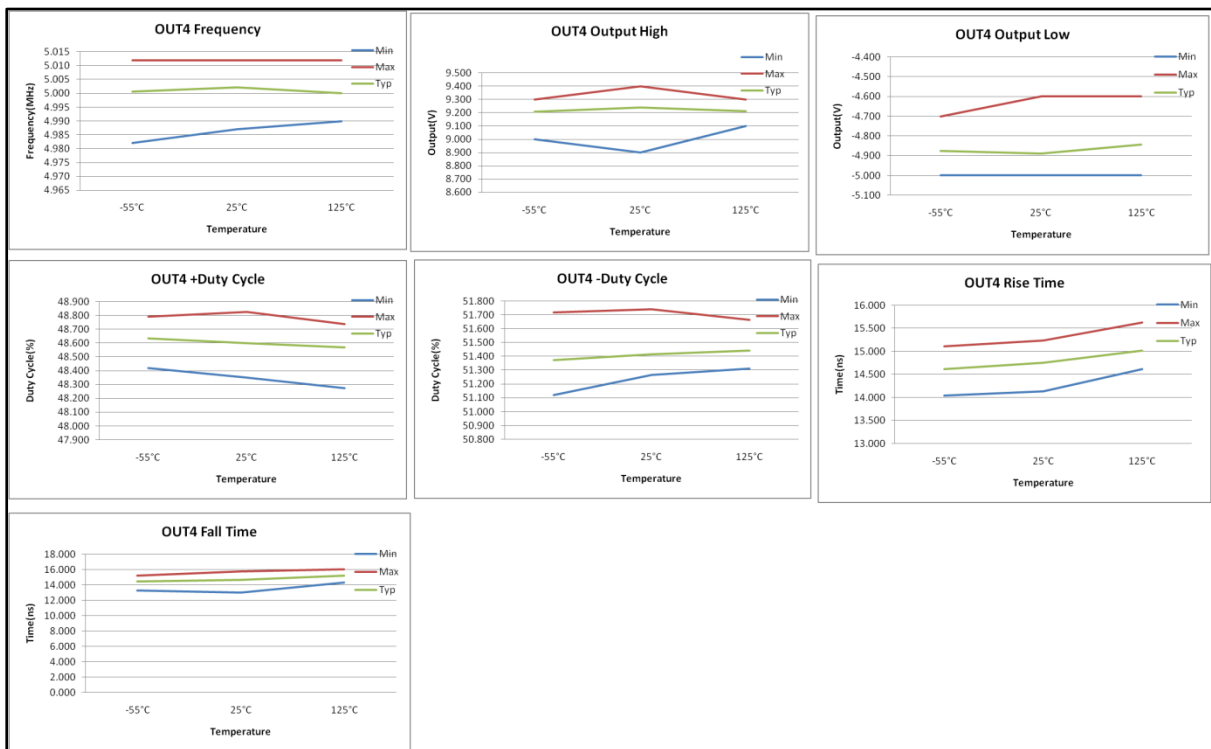 OUT4 Frequency
5.015
5.010
5.005
5.000
4.995
4.990
4.985
4.980
4.975
4.970
4.965
Frequency(MHz)
-55°C 25°C 125°C
Temperature
Min
Max
Typ
OUT4 Output High
9.500
9.400
9.300
9.200
9.100
9.000
8.900
8.800
8.700
8.600
Output(V)
-55°C 25°C 125°C
Temperature
Min
Max
Typ
OUT4 Output Low
-4.400
-4.500
-4.600
-4.700
-4.800
-4.900
-5.000
-5.100
Output(V)
-55°C 25°C 125°C
Temperature
Min
Max
Typ
OUT4 +Duty Cycle
48.900
48.800
48.700
48.600
48.500
48.400
48.300
48.200
48.100
48.000
47.900
Duty Cycle(%)
-55°C 25°C 125°C
Temperature
Min
Max
Typ
OUT4 -Duty Cycle
51.800
51.700
51.600
51.500
51.400
51.300
51.200
51.100
51.000
50.900
50.800
Duty Cycle(%)
-55°C 25°C 125°C
Temperature
Min
Max
Typ
OUT4 Rise Time
16.000
15.500
15.000
14.500
14.000
13.500
13.000
Time(ns)
-55°C 25°C 125°C
Temperature
Min
Max
Typ
OUT4 Fall Time
18.000
16.000
14.000
12.000
10.000
8.000
6.000
4.000
2.000
0.000
Time(ns)
-55°C 25°C 125°C
Temperature
Min
Max
Typ